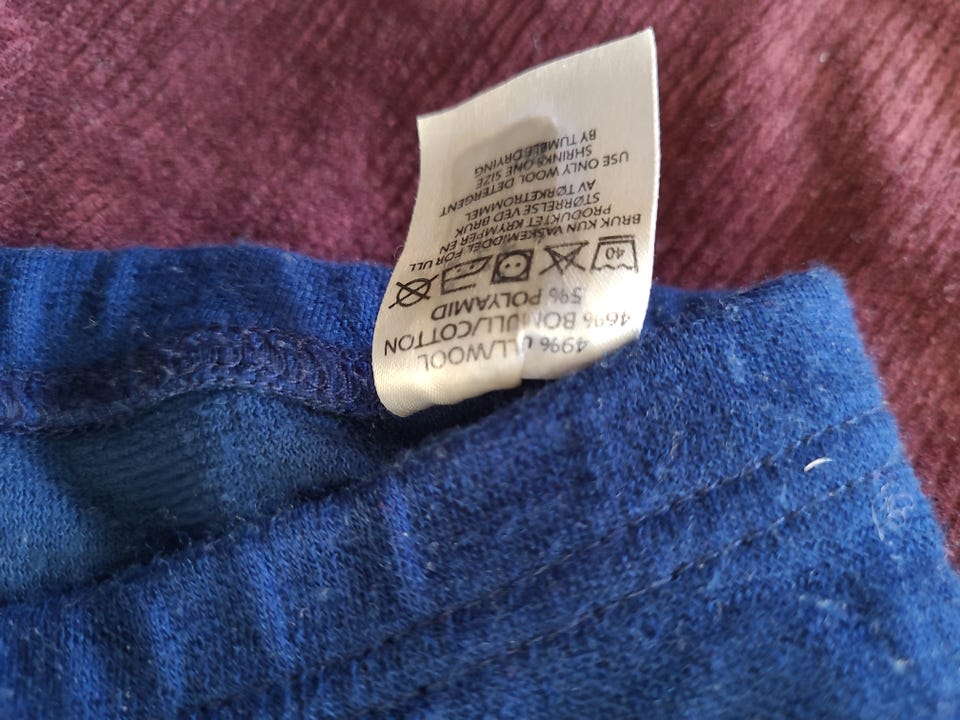 49% ULL/WOOL
46% BOMULL/COTTON
5% POLYAMID
40
BRUK KUN VASKEMIDDEL FOR ULL
PRODUKTET KRYMPER EN
STØRRELSE VED BRUK
AV TØRKETROMMEL
USE ONLY WOOL DETERGENT
SHRINKS ONE SIZE
BY TUMBLE DRYING